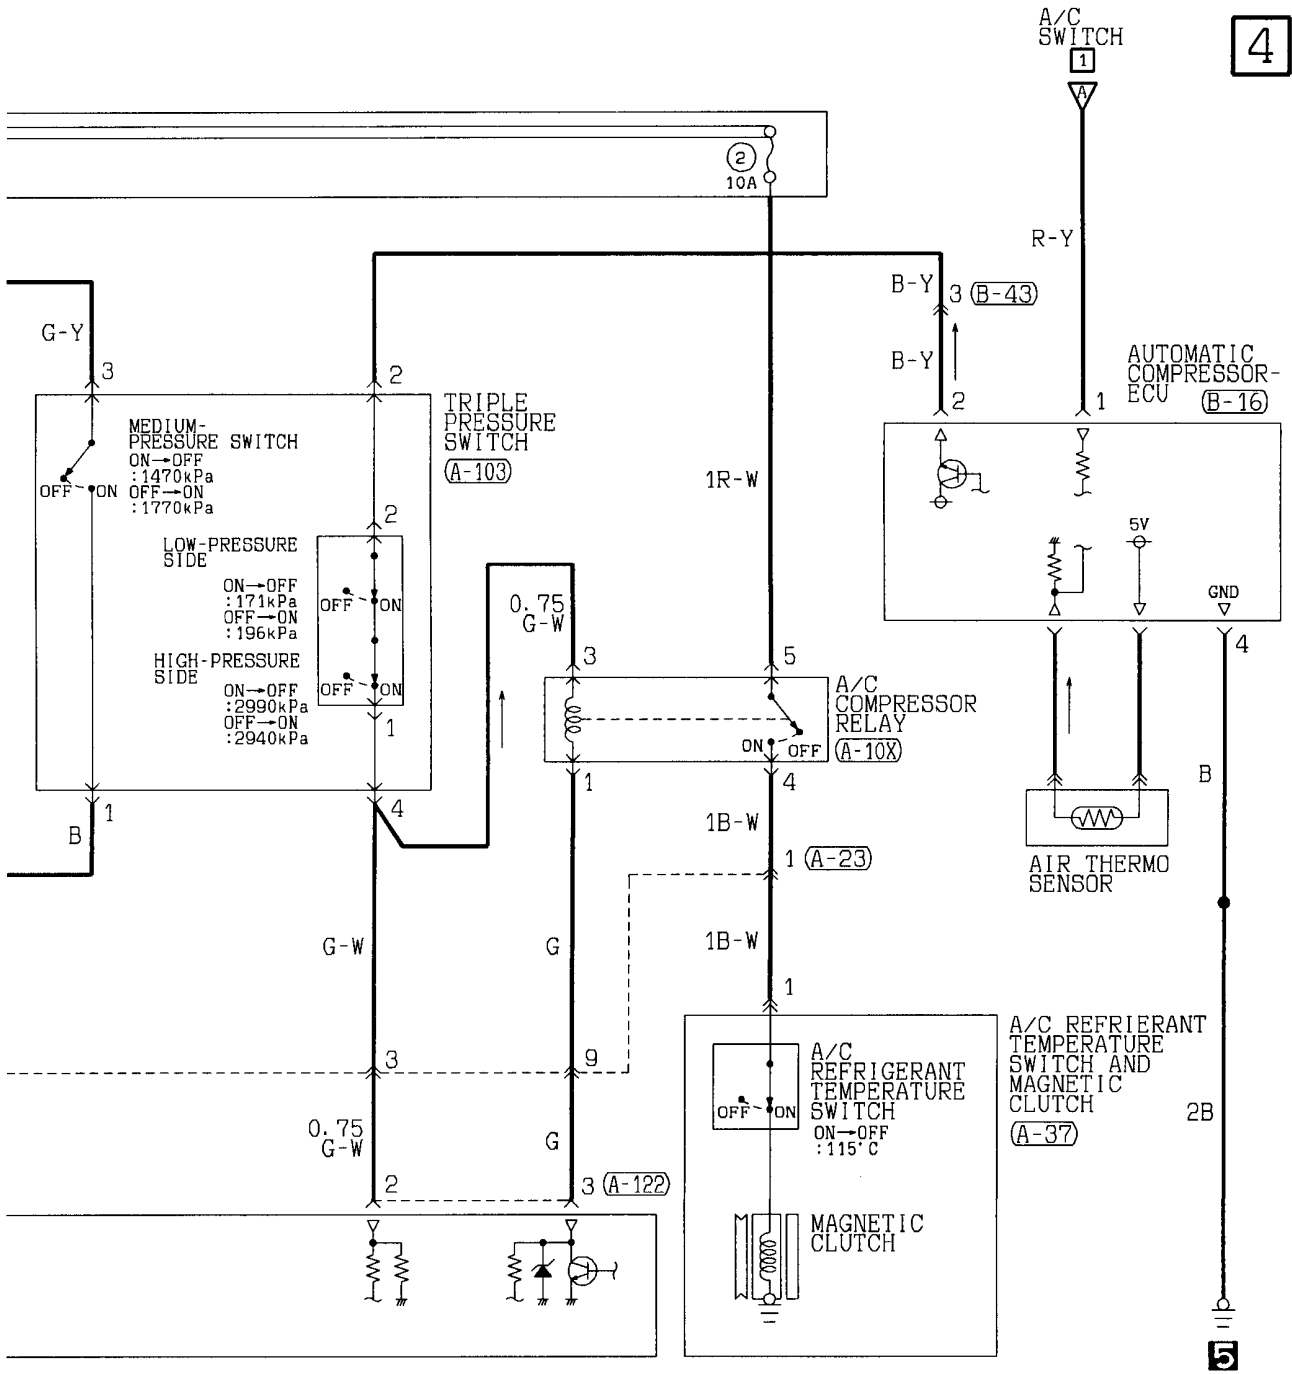 A/C
SWITCH
1
A
4
2
10A
R-Y
B-Y
3 (B-43)
G-Y
B-Y
3
2
2
1
AUTOMATIC
COMPRESSOR-
ECU
(B-16)
TRIPLE
PRESSURE
SWITCH
(A-103)
MEDIUM-
PRESSURE SWITCH
ON→OFF
:1470kPa
OFF→ON
:1770kPa
OFF
ON
1R-W
2
LOW-PRESSURE
SIDE
ON→OFF
:171kPa
OFF→ON
:196kPa
OFF
ON
HIGH-PRESSURE
SIDE
ON→OFF
:2990kPa
OFF→ON
:2940kPa
OFF
ON
1
5V
GND
0.75
G-W
3
5
4
A/C
COMPRESSOR
RELAY
(A-10X)
ON
OFF
1
4
1
B
4
1B-W
1 (A-23)
B
AIR THERMO
SENSOR
G-W
G
1B-W
1
3
9
A/C REFRIERANT
TEMPERATURE
SWITCH AND
MAGNETIC
CLUTCH
(A-37)
A/C
REFRIGERANT
TEMPERATURE
SWITCH
ON→OFF
:115°C
OFF
ON
2B
0.75
G-W
G
2
3 (A-122)
MAGNETIC
CLUTCH
5